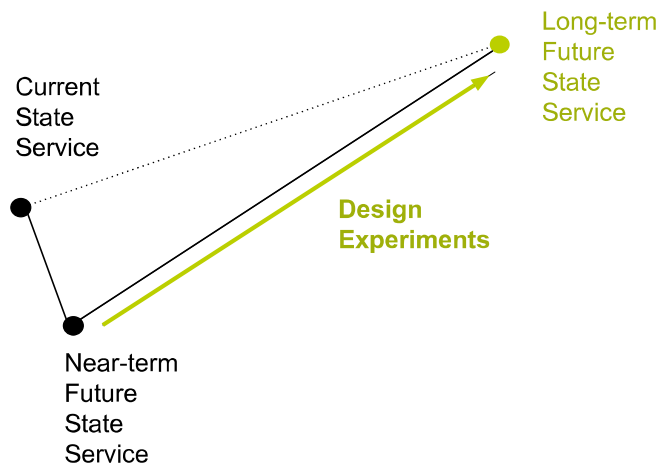 Long-term
Future
State
Service
Current
State
Service
Design
Experiments
Near-term
Future
State
Service